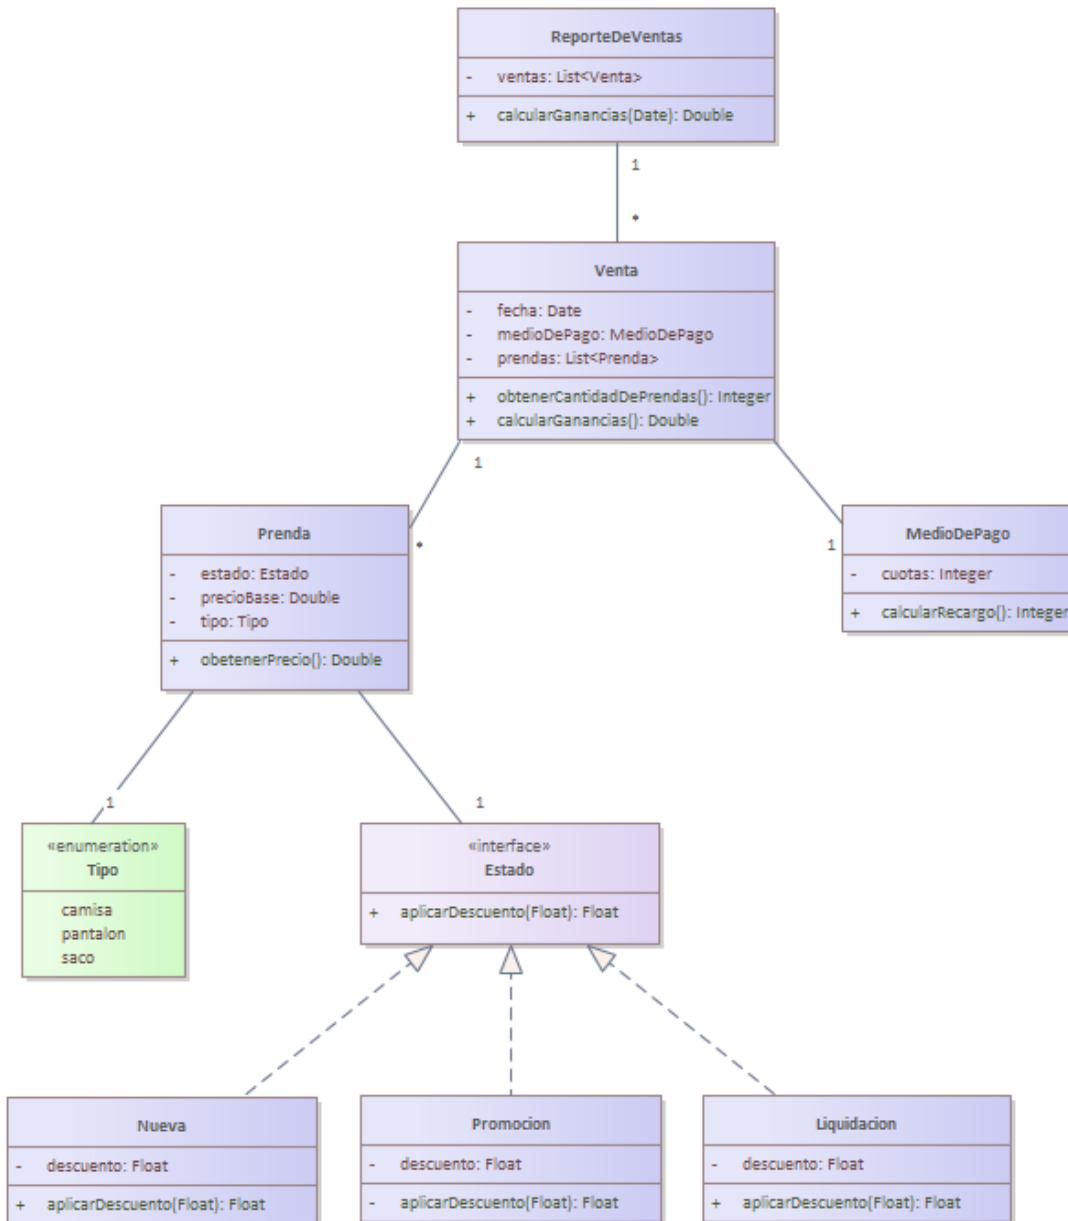 ReporteDeVentas
- ventas: List<Venta>
+ calcularGanancias(Date): Double
1
*
Venta
- fecha: Date
- medioDePago: MedioDePago
- prendas: List<Prenda>
+ obtenerCantidadDePrendas(): Integer
+ calcularGanancias(): Double
1
*
1
Prenda
- estado: Estado
- precioBase: Double
- tipo: Tipo
+ obetenerPrecio(): Double
MedioDePago
- cuotas: Integer
+ calcularRecargo(): Integer
1
1
«enumeration»
Tipo
camisa
pantalon
saco
«interface»
Estado
+ aplicarDescuento(Float): Float
Nueva
- descuento: Float
+ aplicarDescuento(Float): Float
Promocion
- descuento: Float
- aplicarDescuento(Float): Float
Liquidacion
- descuento: Float
+ aplicarDescuento(Float): Float